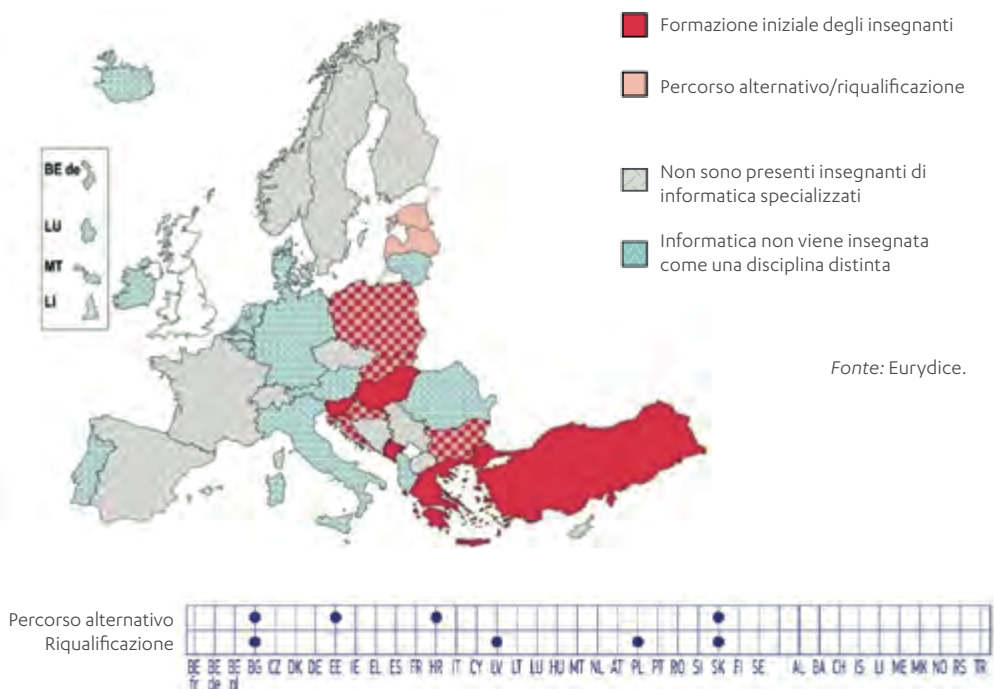 Formazione iniziale degli insegnanti
Percorso alternativo/riqualificazione
Non sono presenti insegnanti di
informatica specializzati
Informatica non viene insegnata
come una disciplina distinta
BE de
LU
MT
LI
Fonte: Eurydice.
Percorso alternativo
Riqualificazione
BE fr BE de BE nl BG CZ DK DE EE IE EL ES FR HR IT CY LV LT LU HU MT NL AT PL PT RO SI SK FI SE AL BA CH IS LI ME MK NO RS TR